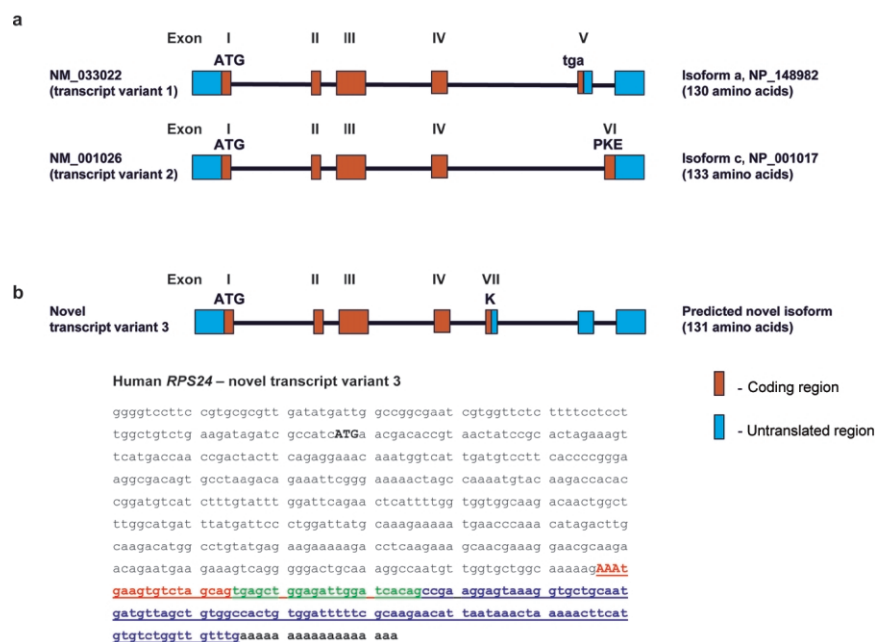 a
Exon I II III IV V
ATG tga
NM_033022
(transcript variant 1)
Isoform a, NP_148982
(130 amino acids)
Exon I II III IV VI
ATG PKE
NM_001026
(transcript variant 2)
Isoform c, NP_001017
(133 amino acids)
b
Exon I II III IV VII
ATG K
Novel
transcript variant 3
Predicted novel isoform
(131 amino acids)
- Coding region
- Untranslated region
Human RPS24 – novel transcript variant 3
ggggtccttc cgtgcgcgtt gatatgattg gccggcgaat cgtggttctc ttttcctcct
tggctgtctg aagatagatc gccatcATGa acgacaccgt aactatccgc actagaaagt
tcatgaccaa ccgactactt cagaggaaac aaatggtcat tgatgtcctt caccccggga
aggcgacagt gcctaagaca gaaattcggg aaaaactagc caaaatgtac aagaccacac
cggatgtcat ctttgtattt ggattcagaa ctcattttgg tggtggcaag acaactggct
ttggcatgat ttatgattcc ctggattatg caaagaaaaa tgaacccaaa catagacttg
caagacatgg cctgtatgag aagaaaaaga cctcaagaaa gcaacgaaag gaacgcaaga
acagaatgaa gaaagtcagg gggactgcaa aggccaatgt tggtgctggc aaaaagAAAt
gaagtgtcta gcagtgagct ggagattgga tcacagccga aggagtaaag gtgctgcaat
gatgttagct gtggccactg tggatttttc gcaagaacat taataaacta aaaacttcat
gtgtctggtt gtttgaaaaa aaaaaaaaaa aaa